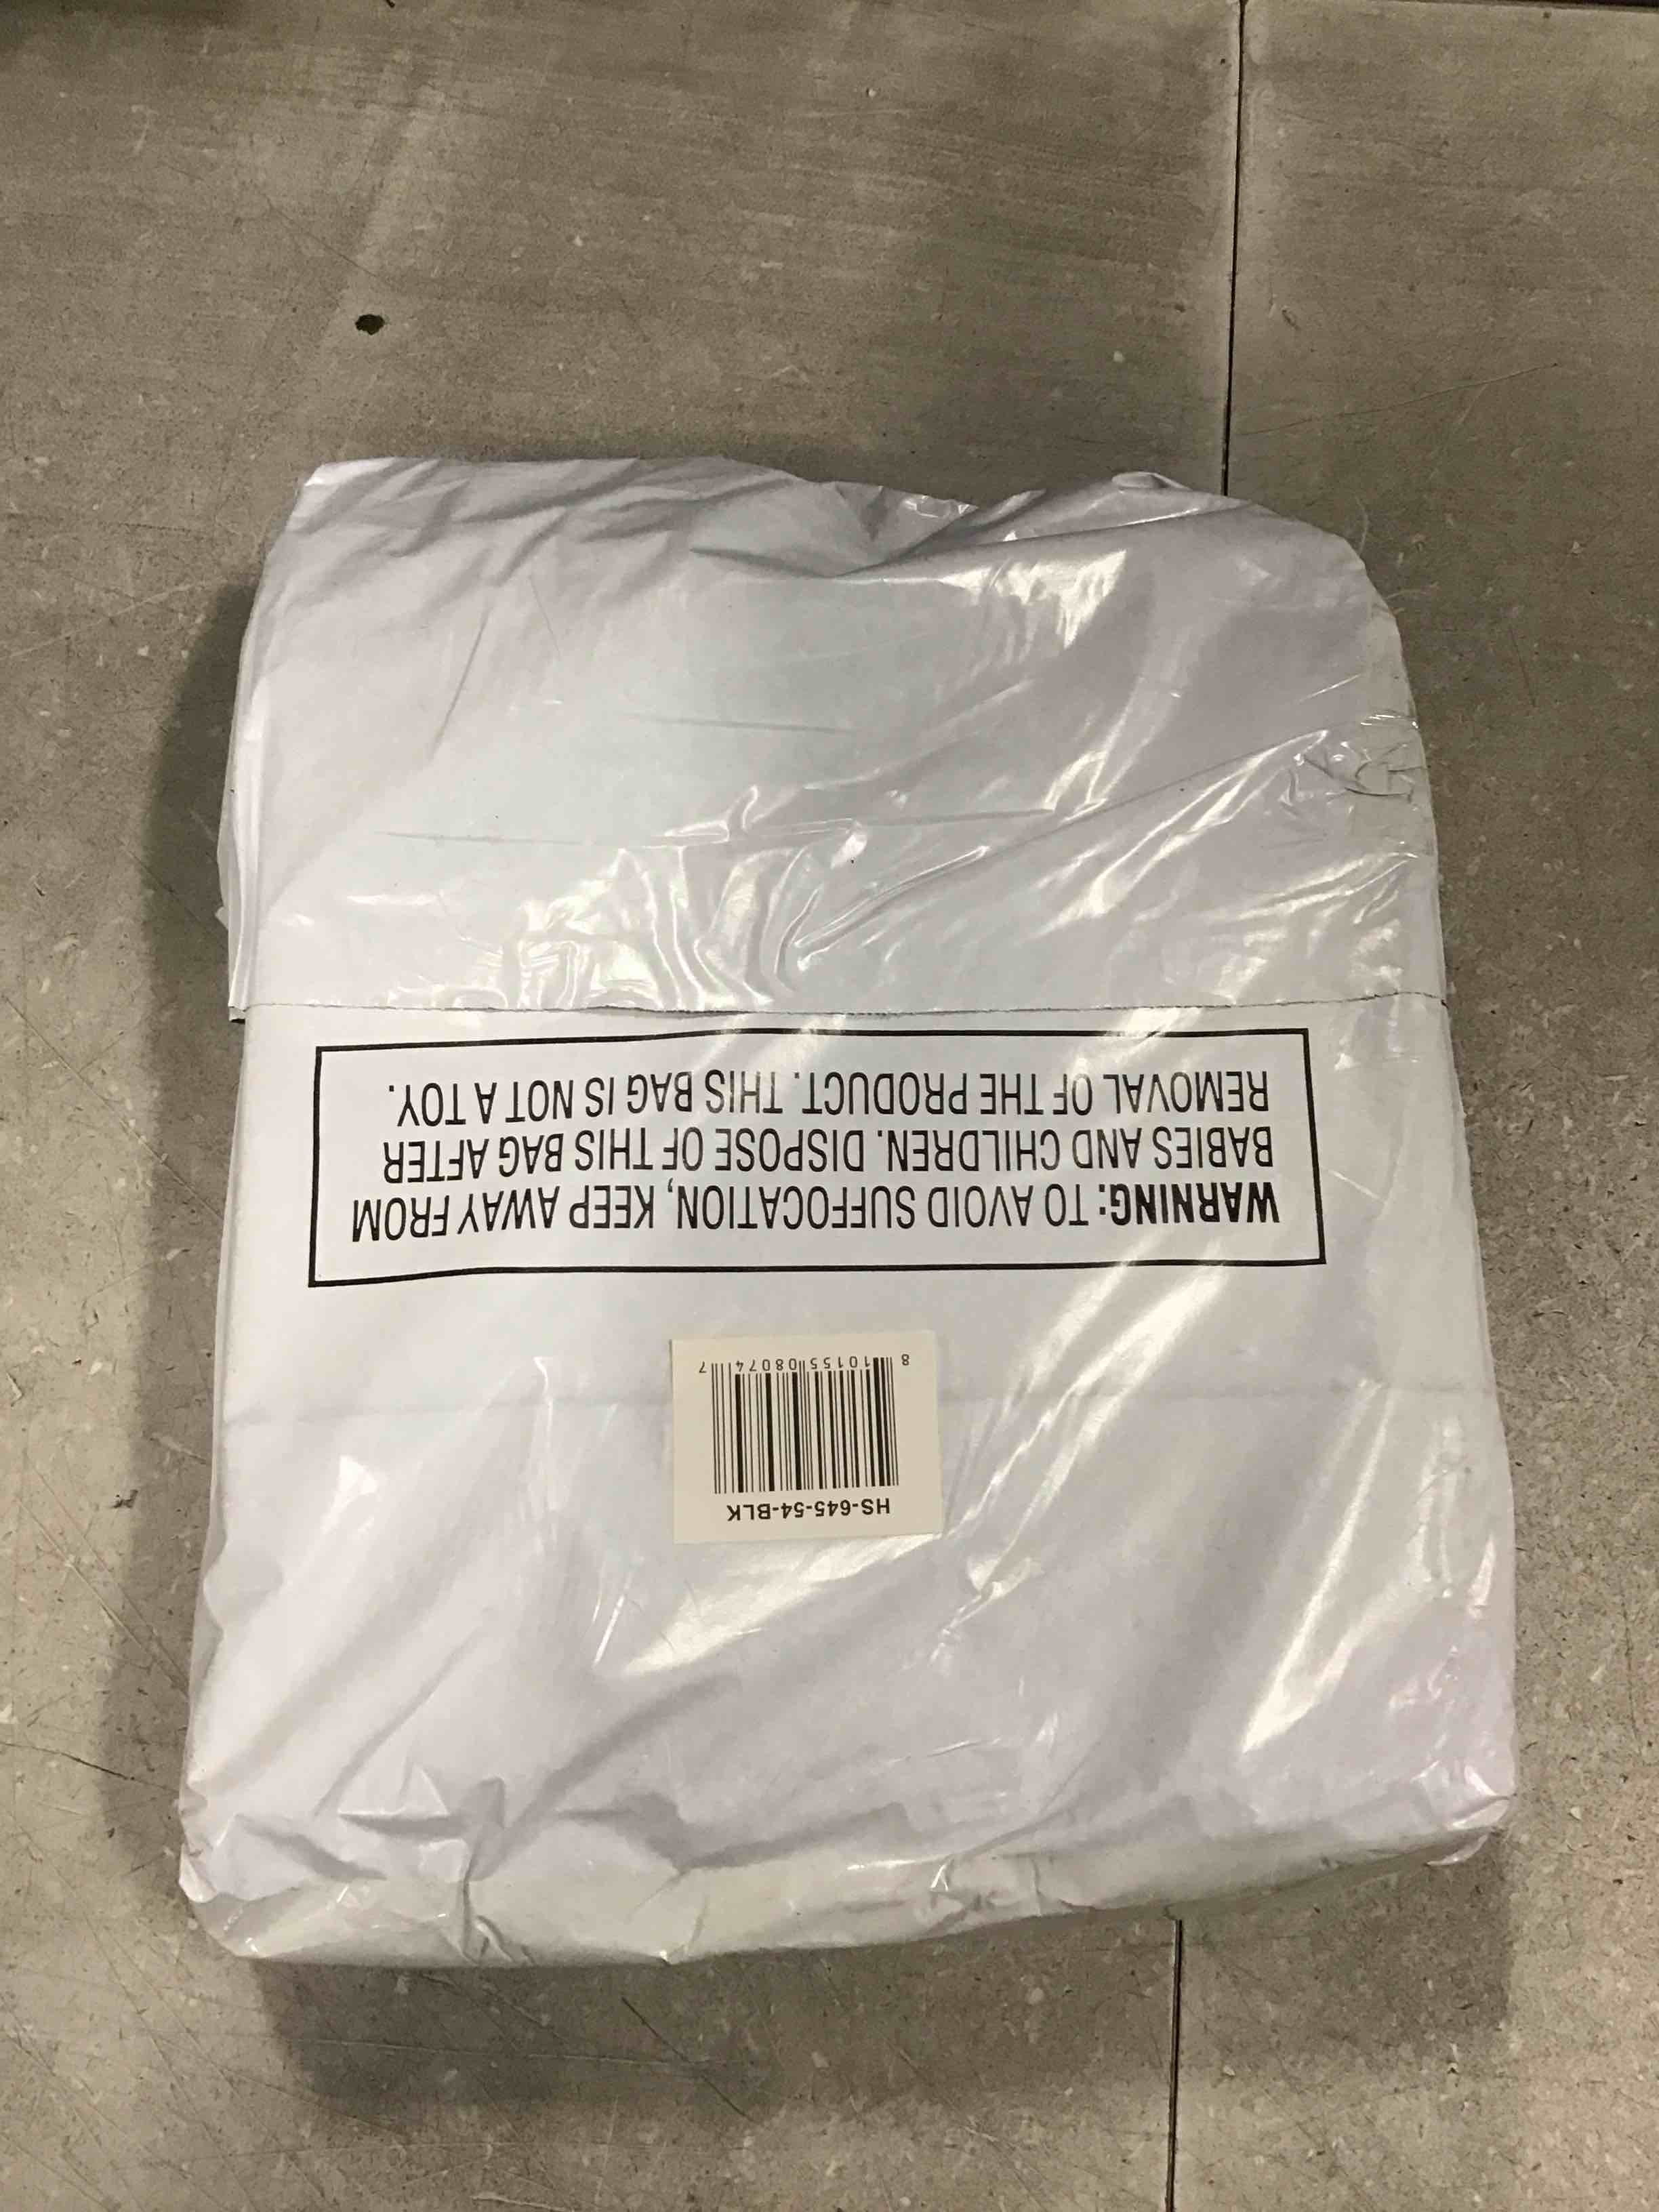 HS-645-54-BLK
8 10155 08074 7
WARNING: TO AVOID SUFFOCATION, KEEP AWAY FROM
BABIES AND CHILDREN. DISPOSE OF THIS BAG AFTER
REMOVAL OF THE PRODUCT. THIS BAG IS NOT A TOY.